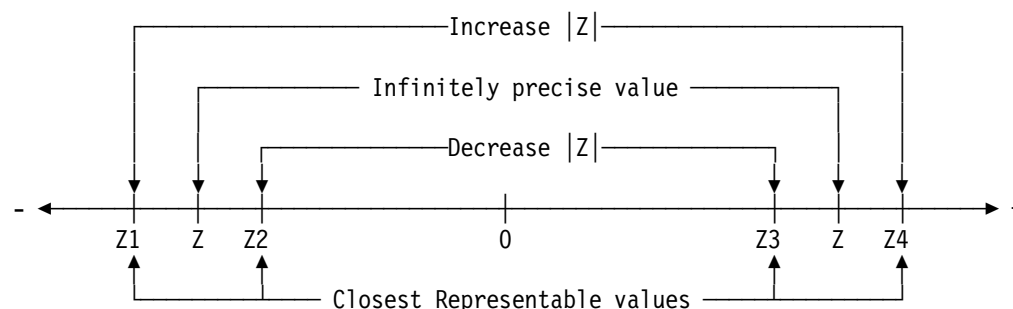 Increase |Z|
Infinitely precise value
Decrease |Z|
-
Z1 Z Z2 0 Z3 Z Z4
Closest Representable values